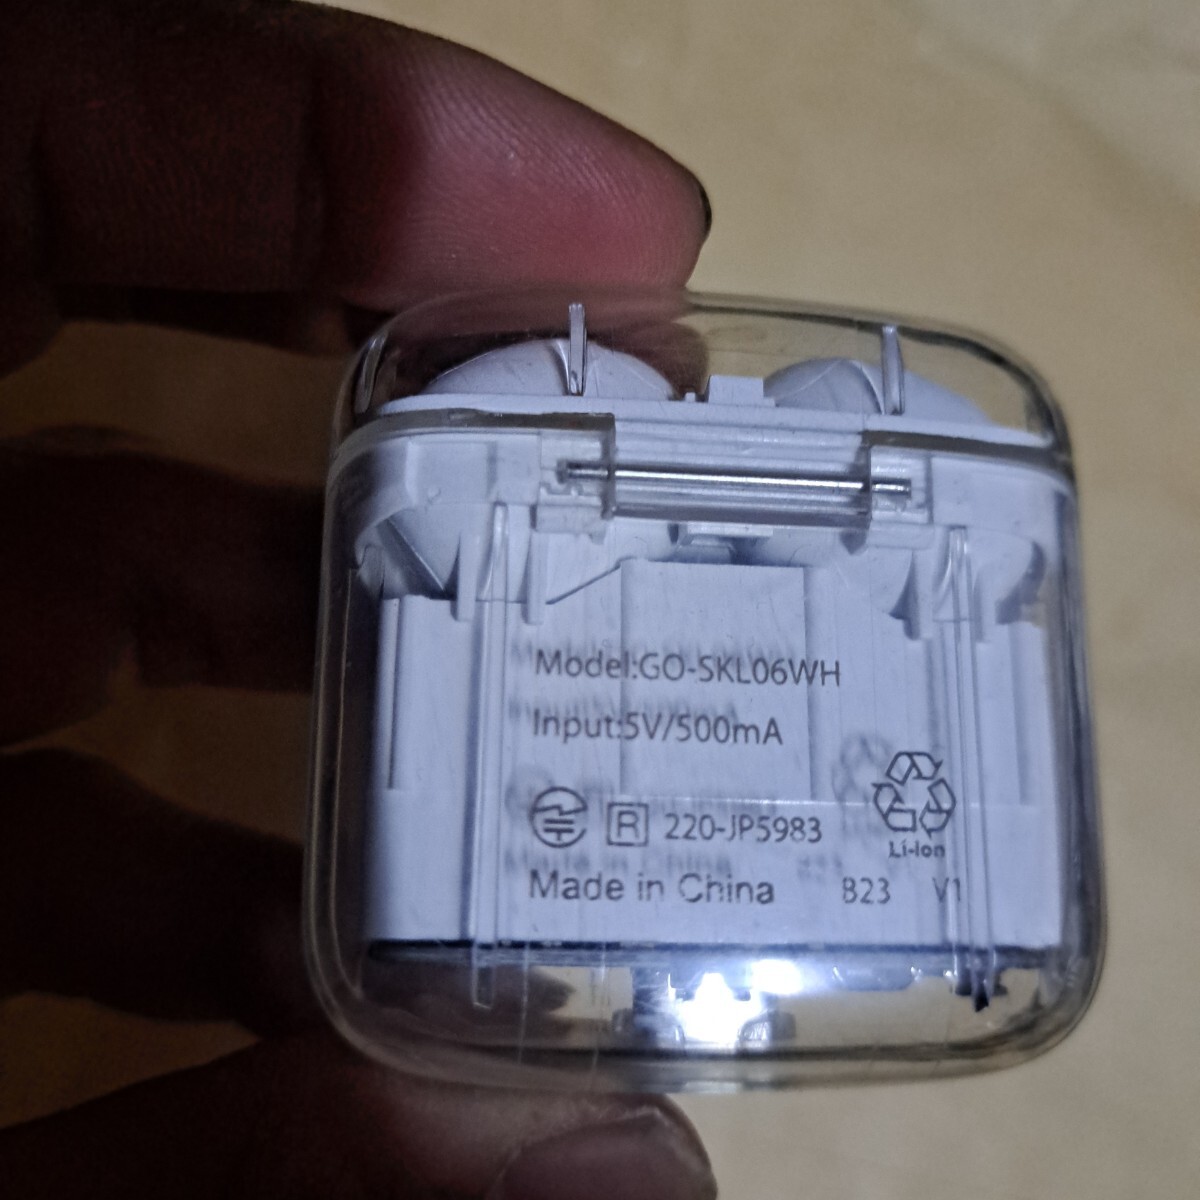 Model:GO-SKL06WH
Input:5V/500mA
R 220-JP5983
Li-ion
Made in China B23 V1